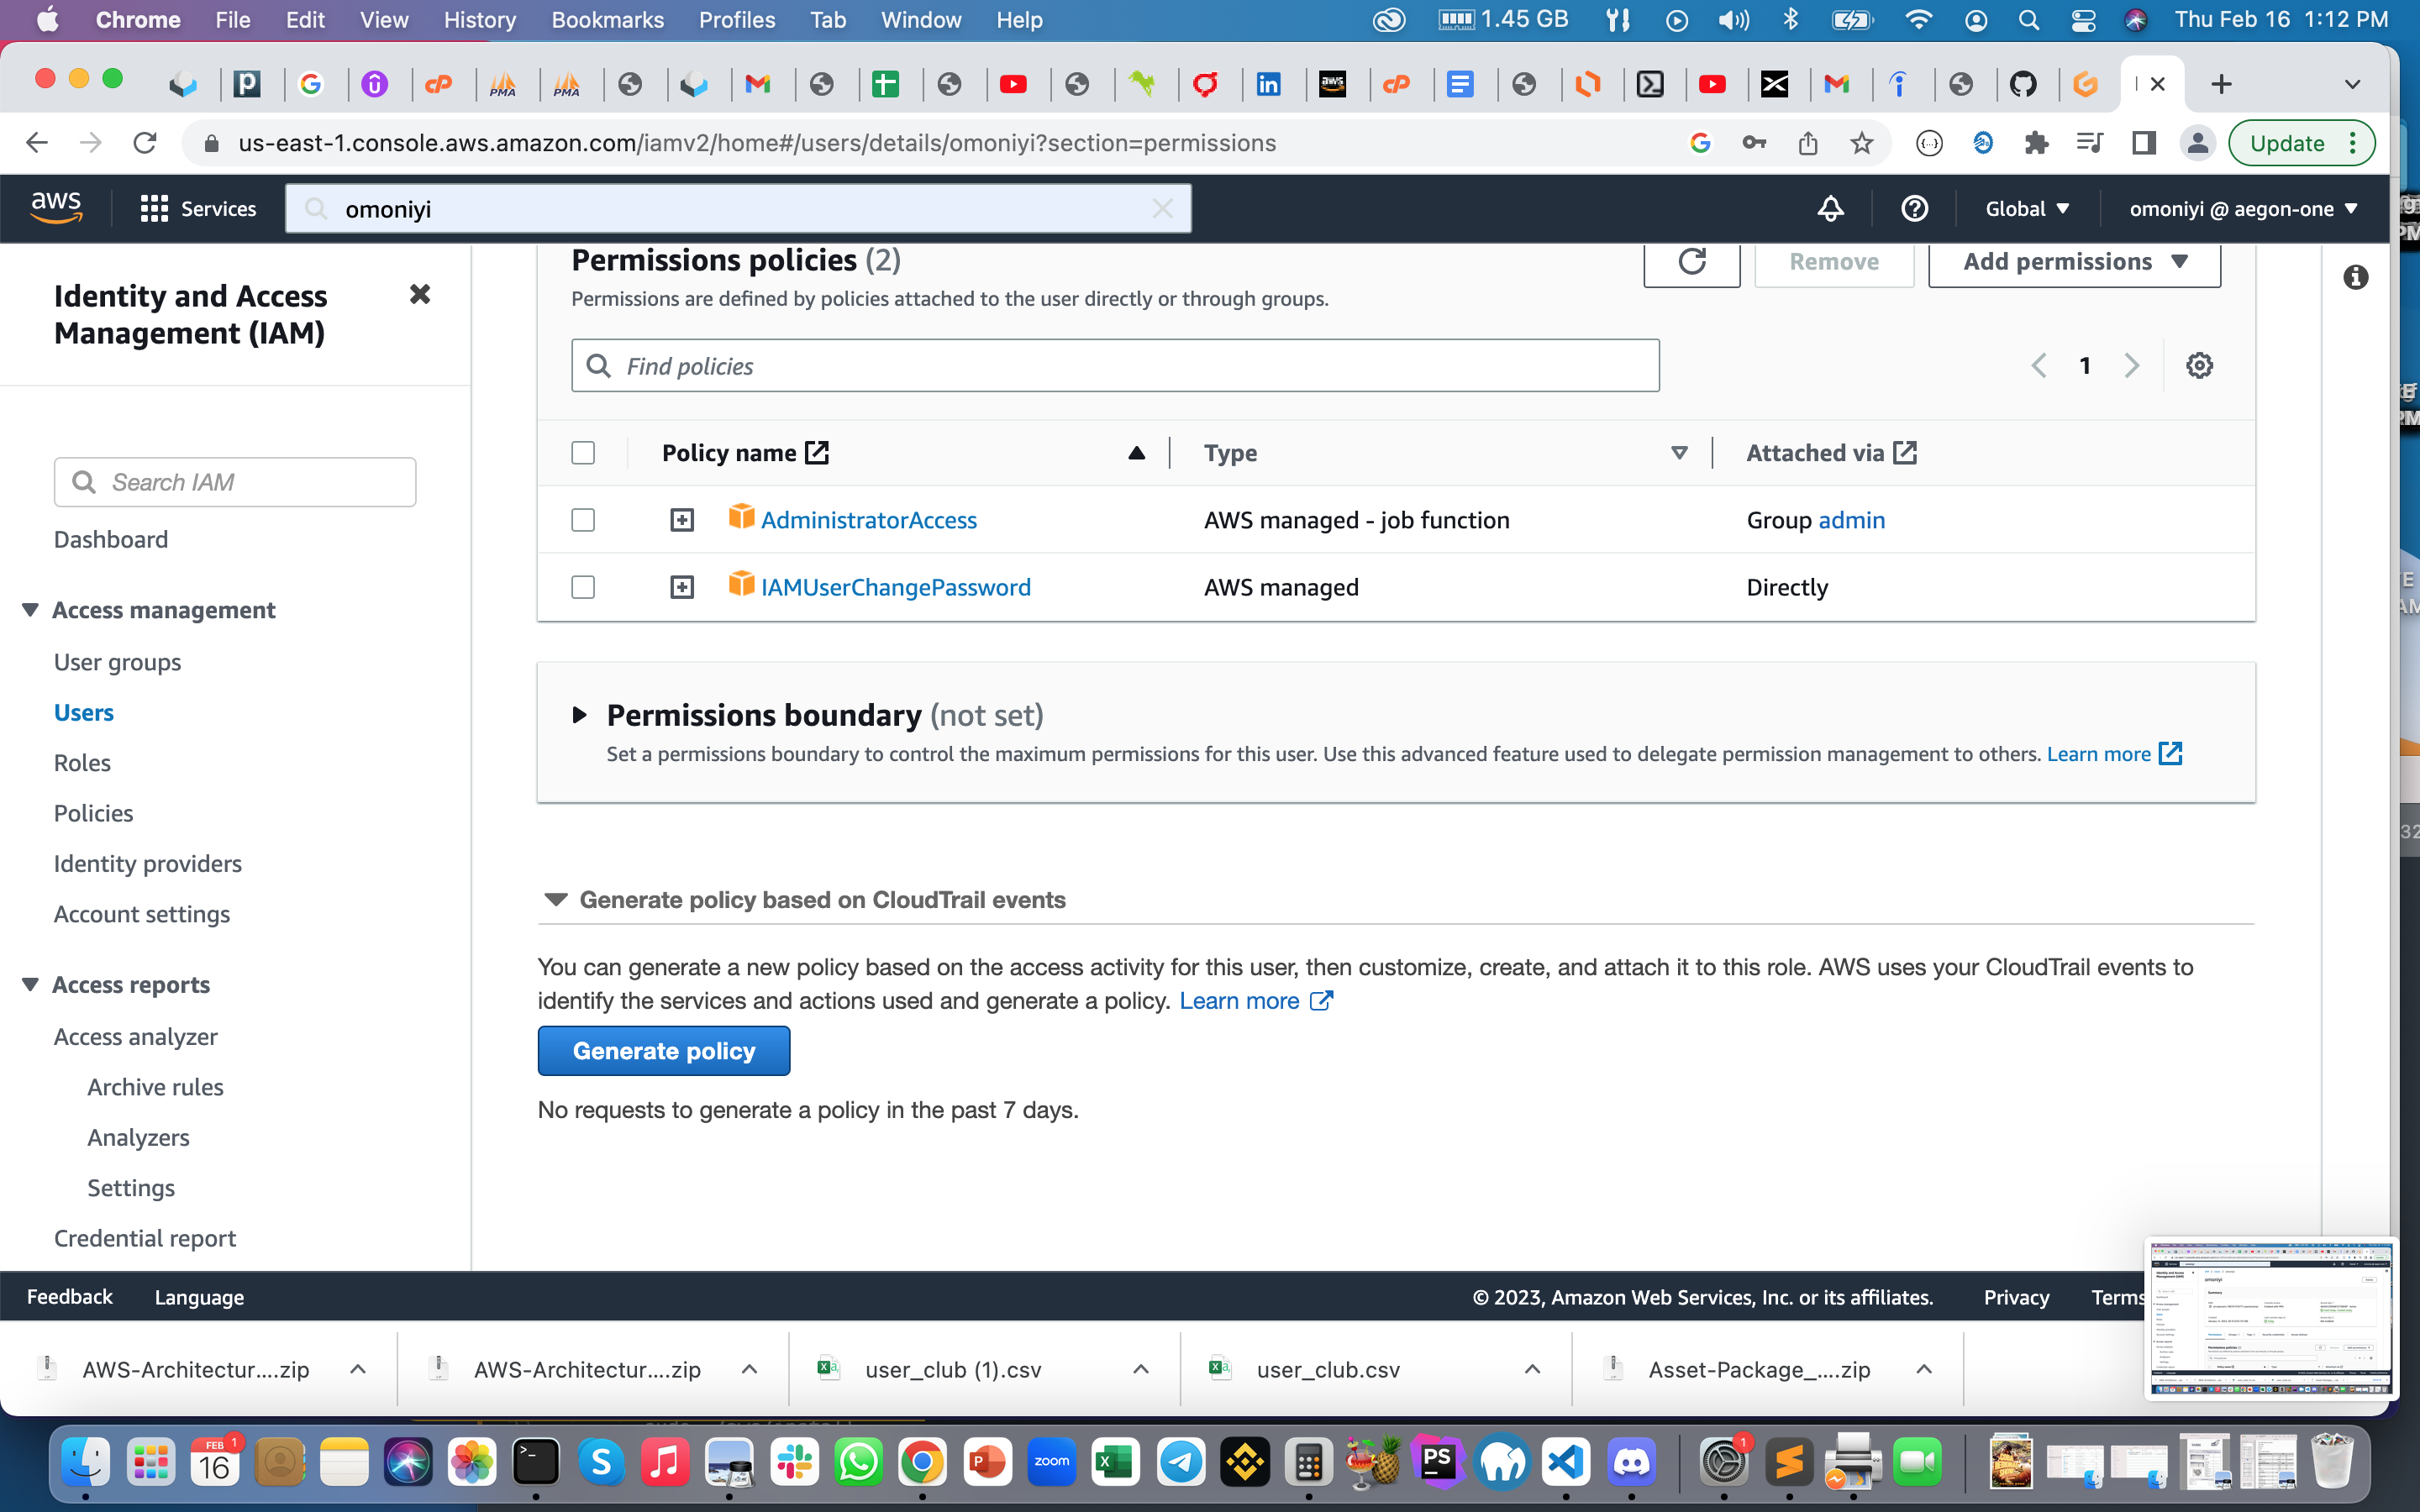 Chrome File Edit View History Bookmarks Profiles Tab Window Help 1.45 GB Thu Feb 16 1:12 PM
us-east-1.console.aws.amazon.com/iamv2/home#/users/details/omoniyi?section=permissions
Update
aws Services omoniyi Global omoniyi @ aegon-one
Identity and Access
Management (IAM)
Search IAM
Dashboard
Access management
User groups
Users
Roles
Policies
Identity providers
Account settings
Access reports
Access analyzer
Archive rules
Analyzers
Settings
Credential report
Permissions policies (2)
Remove
Add permissions
Permissions are defined by policies attached to the user directly or through groups.
Find policies
1
Policy name Type Attached via
AdministratorAccess AWS managed - job function Group admin
IAMUserChangePassword AWS managed Directly
Permissions boundary (not set)
Set a permissions boundary to control the maximum permissions for this user. Use this advanced feature used to delegate permission management to others. Learn more
Generate policy based on CloudTrail events
You can generate a new policy based on the access activity for this user, then customize, create, and attach it to this role. AWS uses your CloudTrail events to
identify the services and actions used and generate a policy. Learn more
Generate policy
No requests to generate a policy in the past 7 days.
Feedback Language © 2023, Amazon Web Services, Inc. or its affiliates. Privacy Terms
AWS-Architectur....zip AWS-Architectur....zip user_club (1).csv user_club.csv Asset-Package_....zip
FEB 16 1
zoom
PS
1